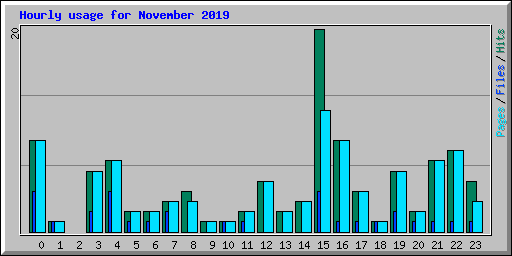 Hourly usage for November 2019
20
Pages/Files/Hits
0 1 2 3 4 5 6 7 8 9 10 11 12 13 14 15 16 17 18 19 20 21 22 23